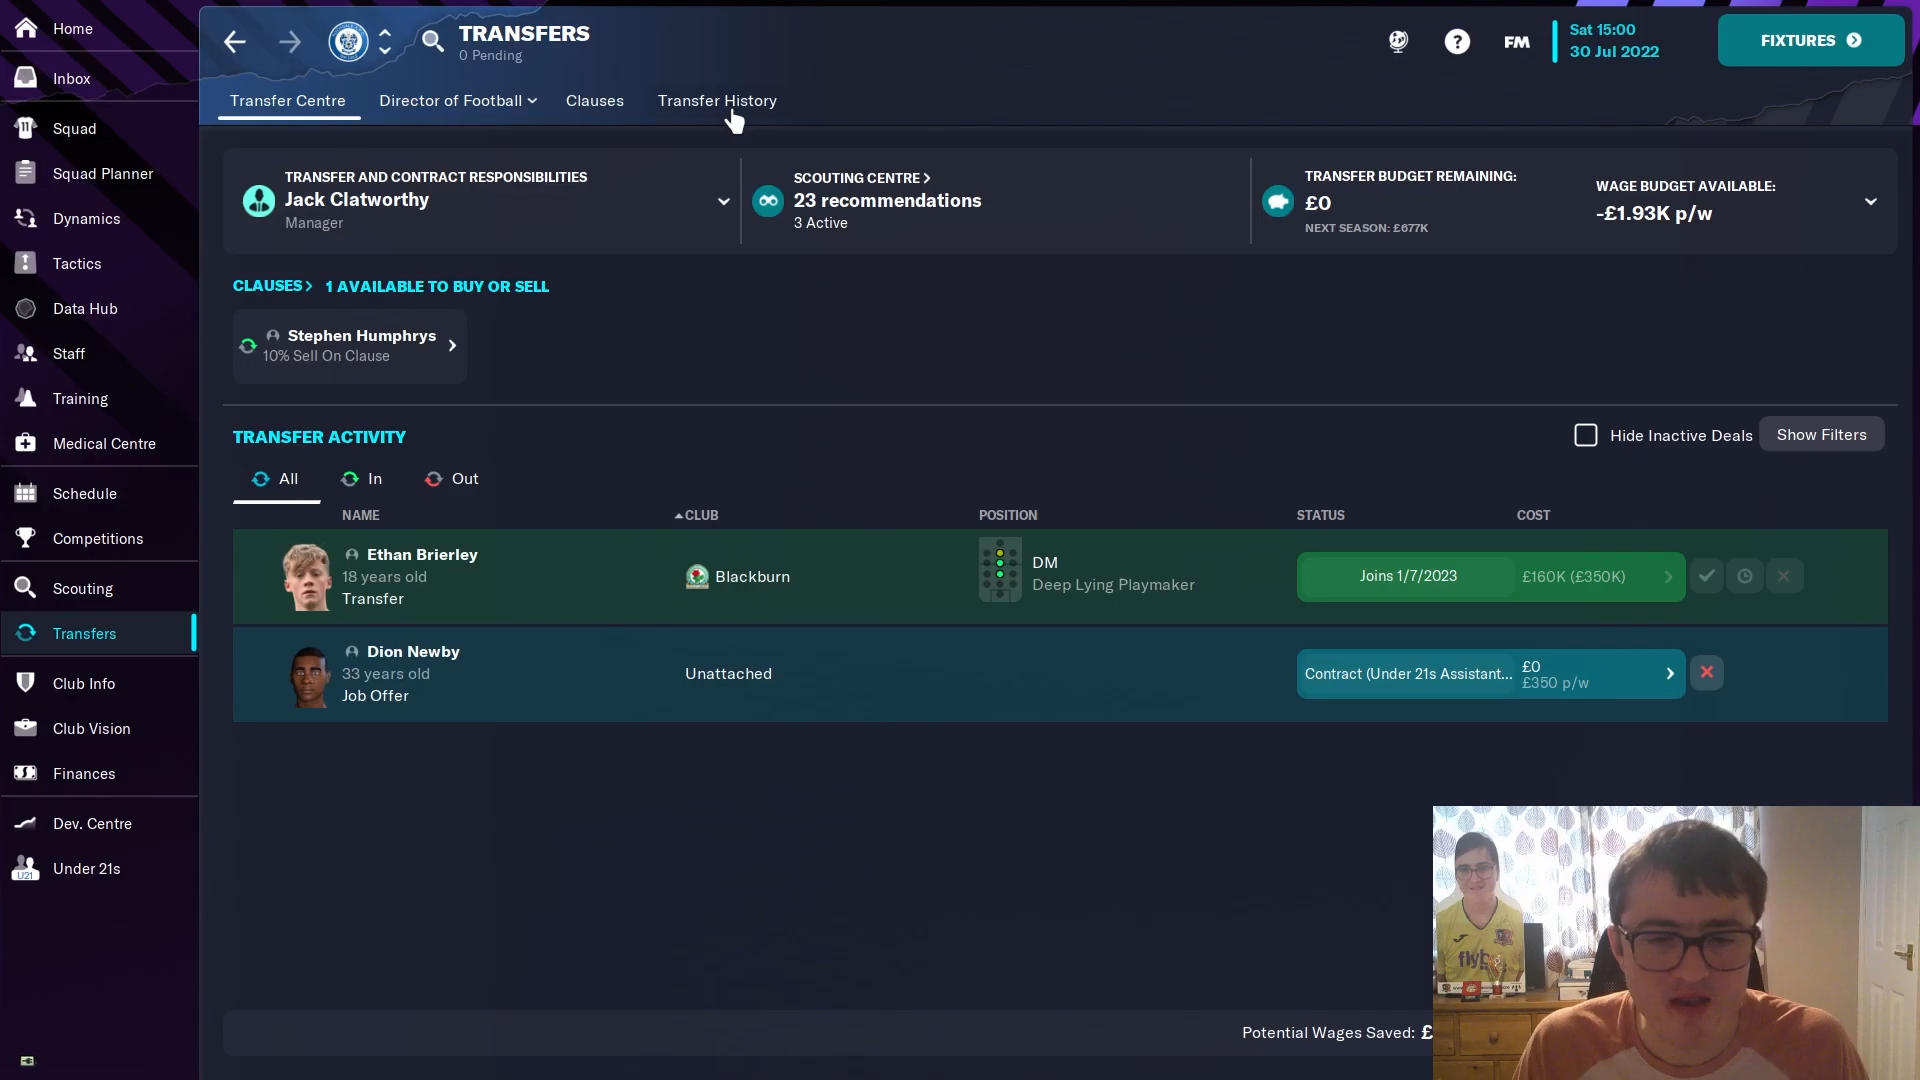 Home
Inbox
Squad
Squad Planner
Dynamics
Tactics
Data Hub
Staff
Training
Medical Centre
Schedule
Competitions
Scouting
Transfers
Club Info
Club Vision
Finances
Dev. Centre
U21
Under 21s
TRANSFERS
0 Pending
?
FM
Sat 15:00
30 Jul 2022
FIXTURES
Transfer Centre
Director of Football
Clauses
Transfer History
TRANSFER AND CONTRACT RESPONSIBILITIES
Jack Clatworthy
Manager
SCOUTING CENTRE >
23 recommendations
3 Active
TRANSFER BUDGET REMAINING:
£0
NEXT SEASON: £677K
WAGE BUDGET AVAILABLE:
-£1.93K p/w
CLAUSES > 1 AVAILABLE TO BUY OR SELL
Stephen Humphrys
10% Sell On Clause
TRANSFER ACTIVITY
Hide Inactive Deals
Show Filters
All
In
Out
NAME
CLUB
POSITION
STATUS
COST
Ethan Brierley
18 years old
Transfer
Blackburn
DM
Deep Lying Playmaker
Joins 1/7/2023
£160K (£350K)
Dion Newby
33 years old
Job Offer
Unattached
Contract (Under 21s Assistant...
£0
£350 p/w
Potential Wages Saved: £